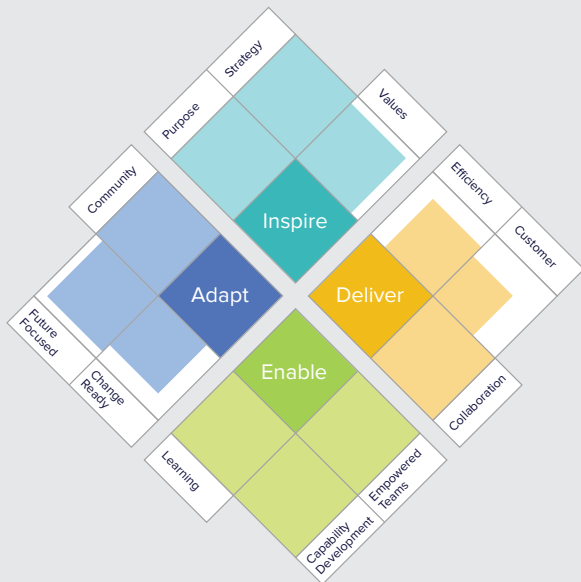 Strategy
Purpose
Values
Inspire
Community
Adapt
Future
Focused
Change
Ready
Efficiency
Customer
Deliver
Collaboration
Enable
Learning
Empowered
Teams
Capability
Development